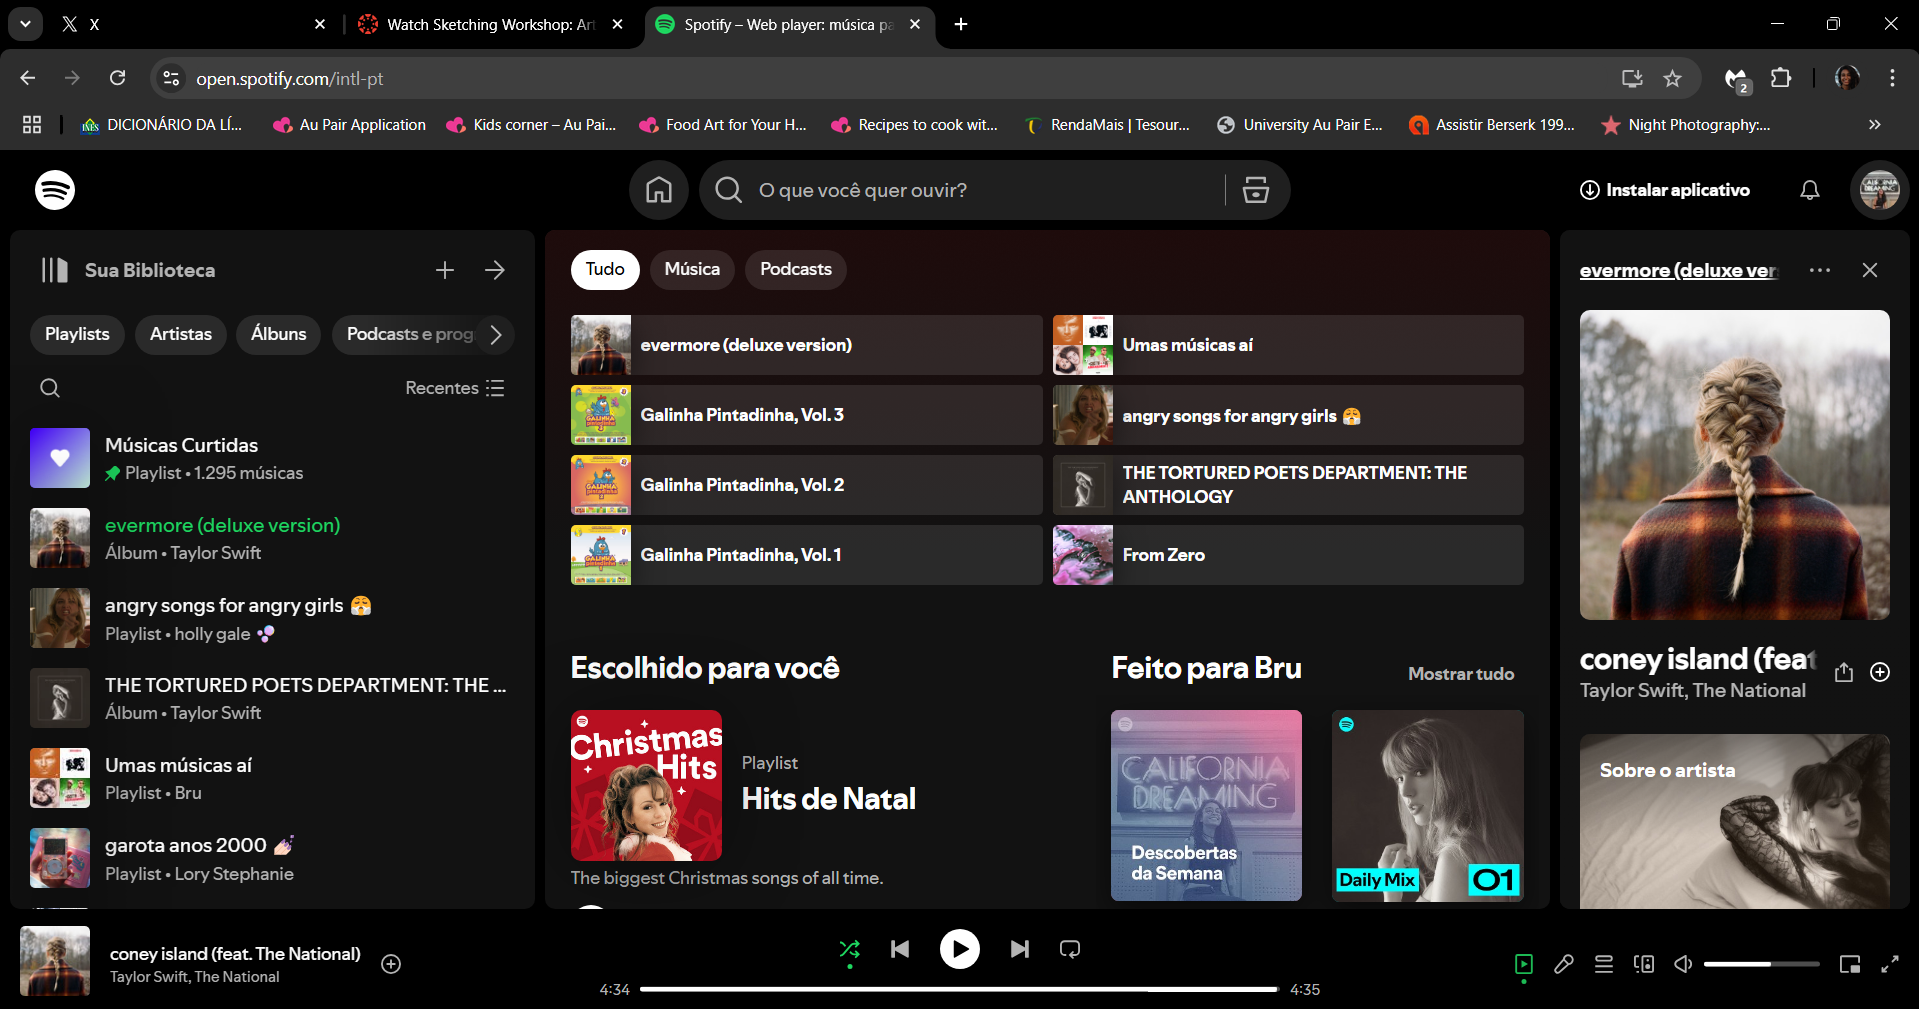 X
Watch Sketching Workshop: Art
Spotify – Web player: música pa
open.spotify.com/intl-pt
2
DICIONÁRIO DA LÍ...
Au Pair Application
Kids corner – Au Pai...
Food Art for Your H...
Recipes to cook wit...
RendaMais | Tesour...
University Au Pair E...
Assistir Berserk 199...
Night Photography:...
O que você quer ouvir?
Instalar aplicativo
Sua Biblioteca
Playlists
Artistas
Álbuns
Podcasts e prog
Recentes
Músicas Curtidas
Playlist • 1.295 músicas
evermore (deluxe version)
Álbum • Taylor Swift
angry songs for angry girls 😤
Playlist • holly gale 🫧
THE TORTURED POETS DEPARTMENT: THE ...
Álbum • Taylor Swift
Umas músicas aí
Playlist • Bru
garota anos 2000 💅🏻
Playlist • Lory Stephanie
Tudo
Música
Podcasts
evermore (deluxe version)
Umas músicas aí
Galinha Pintadinha, Vol. 3
angry songs for angry girls 😤
Galinha Pintadinha, Vol. 2
THE TORTURED POETS DEPARTMENT: THE
ANTHOLOGY
Galinha Pintadinha, Vol. 1
From Zero
Escolhido para você
Christmas
Hits
Playlist
Hits de Natal
The biggest Christmas songs of all time.
Feito para Bru
Mostrar tudo
CALIFORNIA
DREAMING
Descobertas
da Semana
Daily Mix
01
evermore (deluxe ver
coney island (feat
Taylor Swift, The National
Sobre o artista
coney island (feat. The National)
Taylor Swift, The National
4:34
4:35